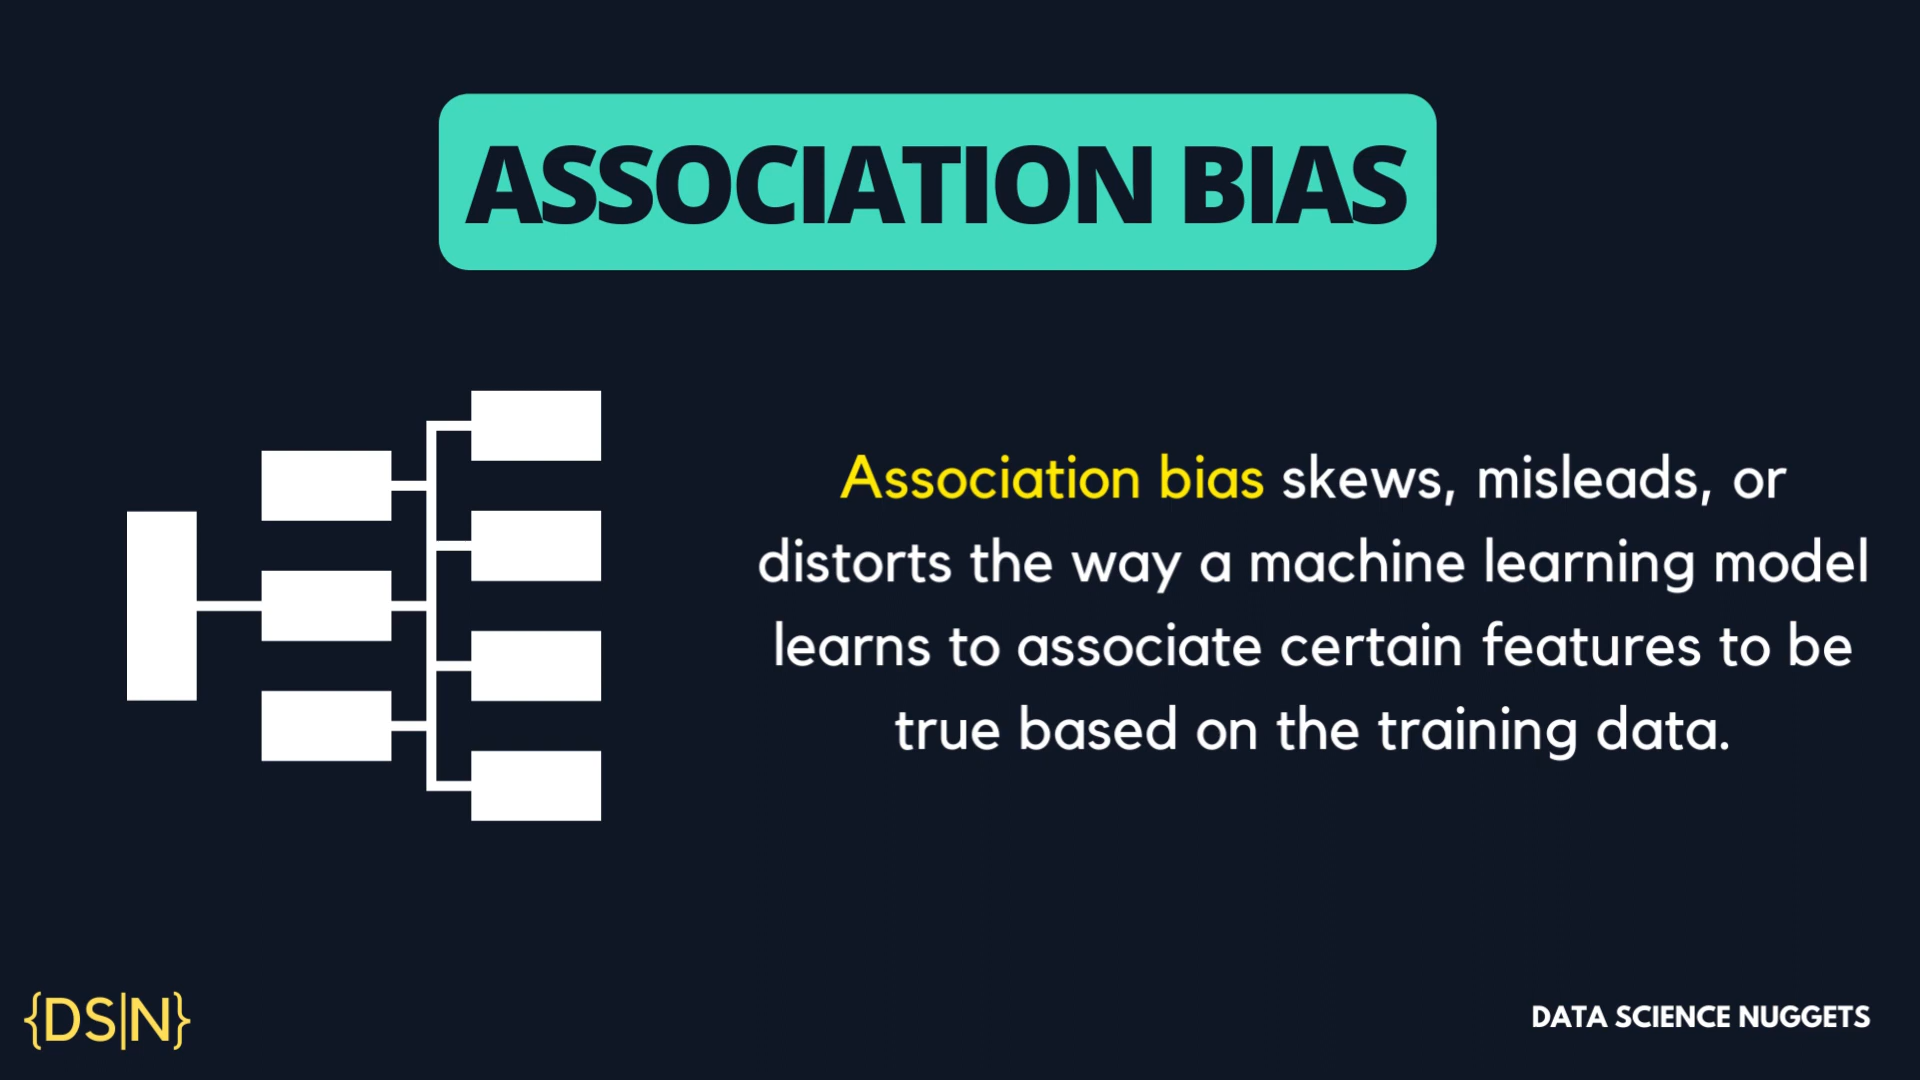 ASSOCIATION BIAS
Association bias skews, misleads, or
distorts the way a machine learning model
learns to associate certain features to be
true based on the training data.
{DS|N}
DATA SCIENCE NUGGETS